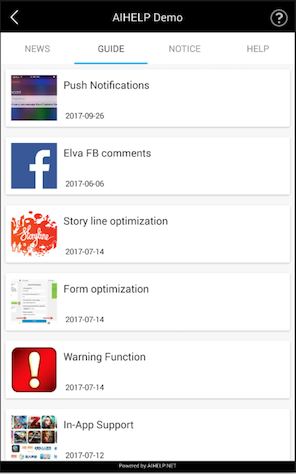 AIHELP Demo
?
NEWS
GUIDE
NOTICE
HELP
Push Notifications
2017-09-26
f
Elva FB comments
2017-06-06
Storyline
Story line optimization
2017-07-14
Form optimization
2017-07-14
!
Warning Function
2017-07-14
In-App Support
2017-07-12
Powered by AIHELP.NET